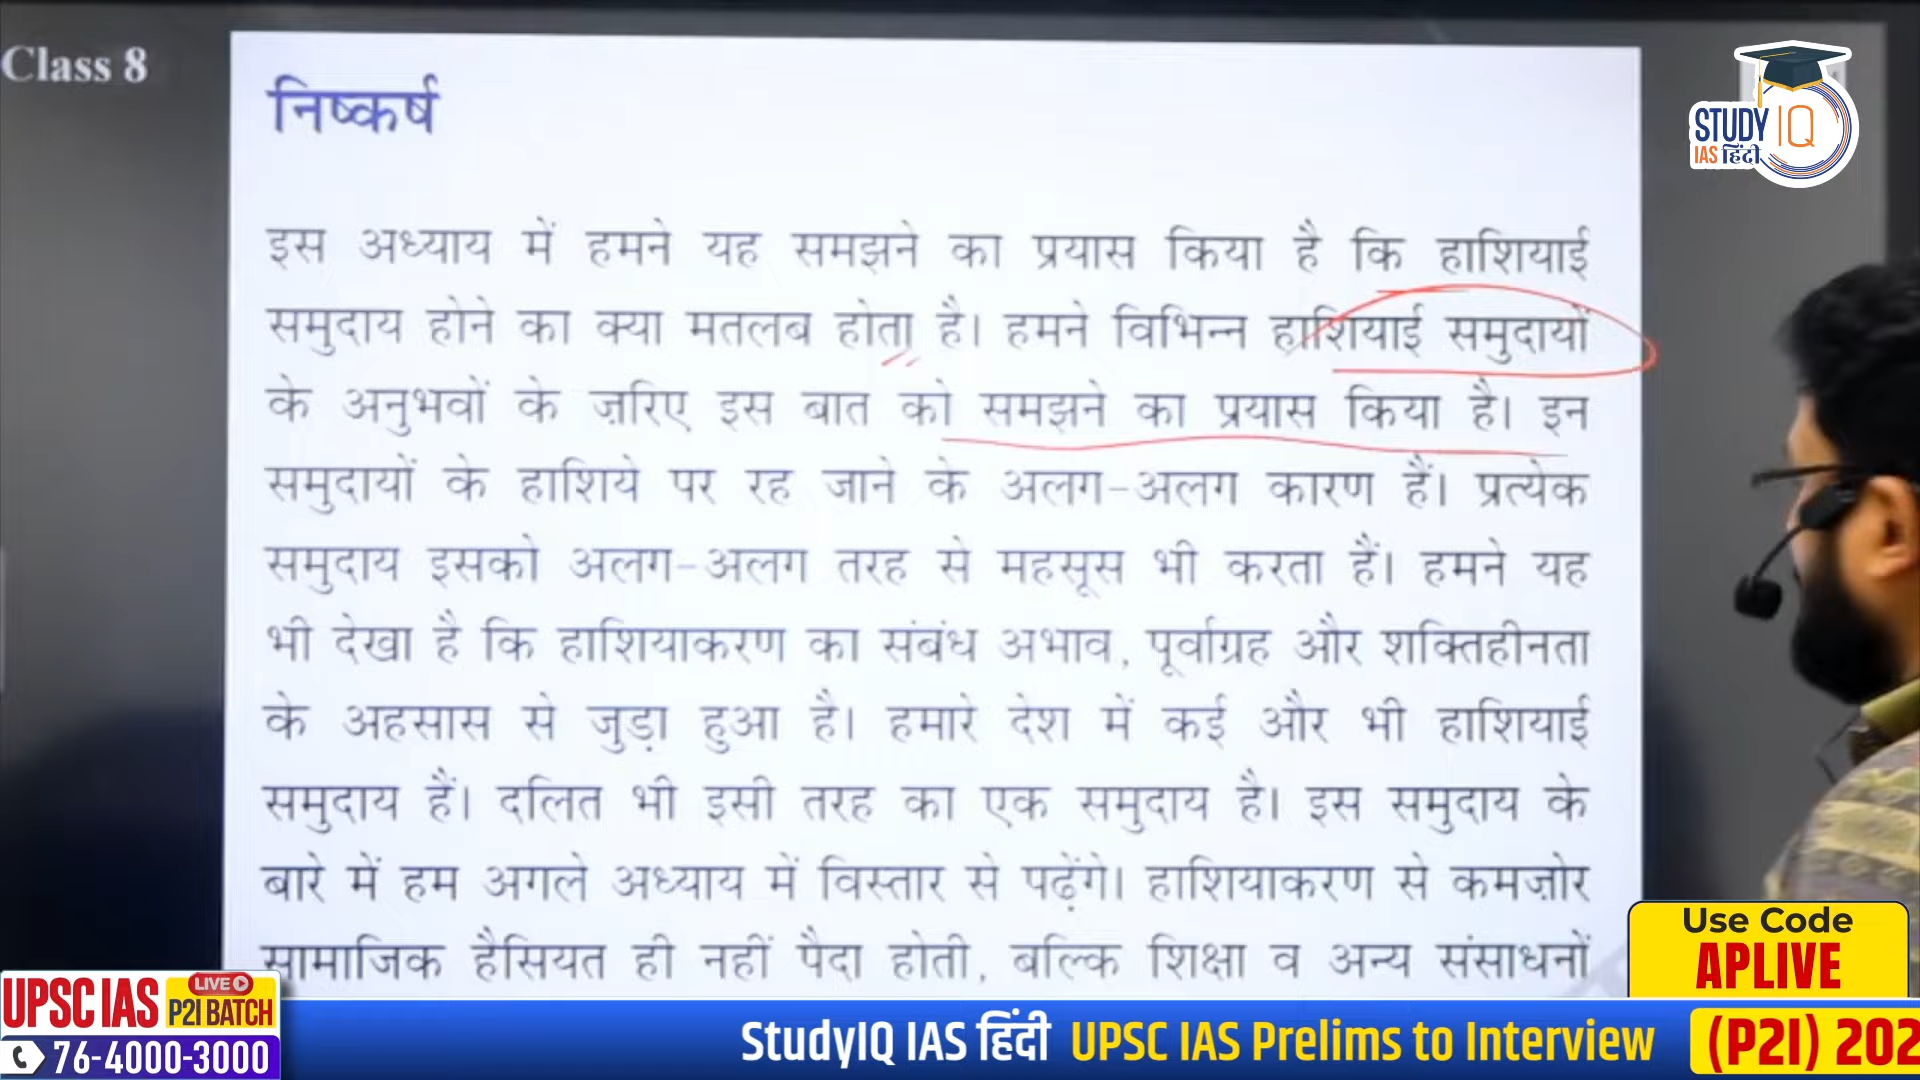 Class 8
निष्कर्ष
इस अध्याय में हमने यह समझने का प्रयास किया है कि हाशियाई
समुदाय होने का क्या मतलब होता है। हमने विभिन्न हाशियाई समुदायों
के अनुभवों के ज़रिए इस बात को समझने का प्रयास किया है। इन
समुदायों के हाशिये पर रह जाने के अलग-अलग कारण हैं। प्रत्येक
समुदाय इसको अलग-अलग तरह से महसूस भी करता हैं। हमने यह
भी देखा है कि हाशियाकरण का संबंध अभाव, पूर्वाग्रह और शक्तिहीनता
के अहसास से जुड़ा हुआ है। हमारे देश में कई और भी हाशियाई
समुदाय हैं। दलित भी इसी तरह का एक समुदाय है। इस समुदाय के
बारे में हम अगले अध्याय में विस्तार से पढ़ेंगे। हाशियाकरण से कमज़ोर
सामाजिक हैसियत ही नहीं पैदा होती, बल्कि शिक्षा व अन्य संसाधनों
STUDY IQ
IAS हिंदी
Use Code
APLIVE
UPSC IAS
LIVE
P2I BATCH
76-4000-3000
StudyIQ IAS हिंदी UPSC IAS Prelims to Interview
(P2I) 202